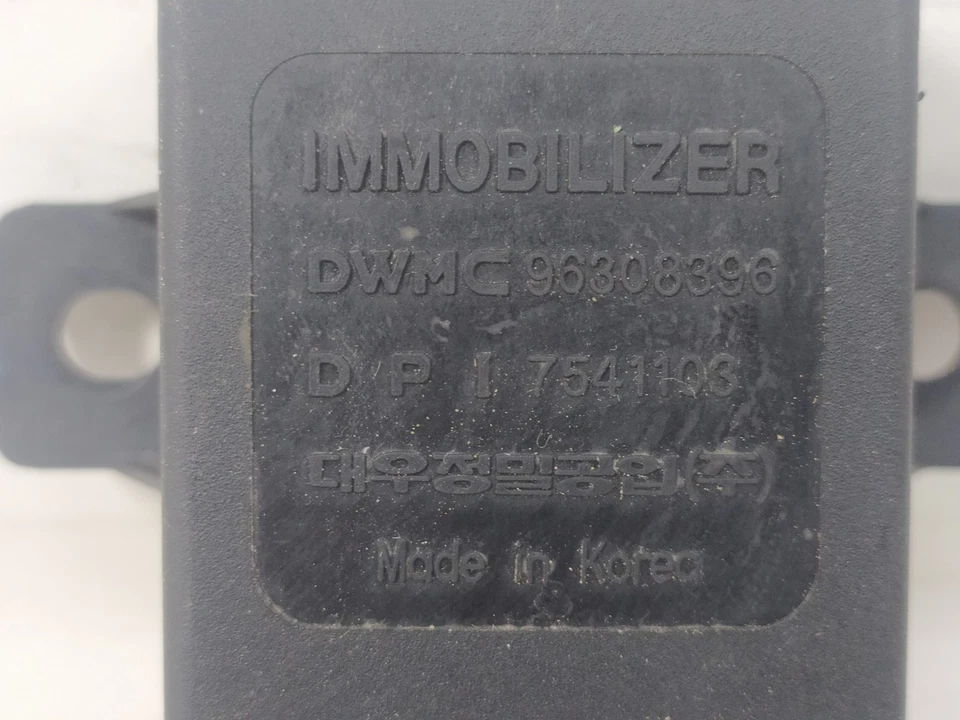 IMMOBILIZER
DWMC 96308396
D P I 7541103
대우정밀공업(주)
Made in Korea